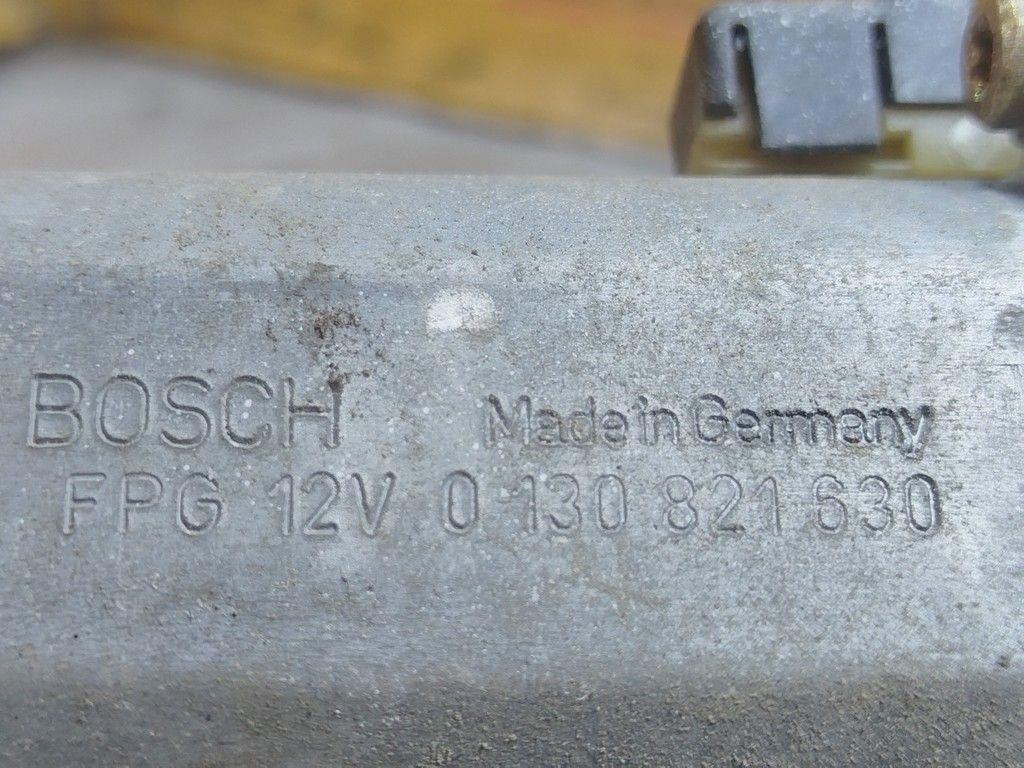 BOSCH Made in Germany
FPG 12V 0 130 821 630